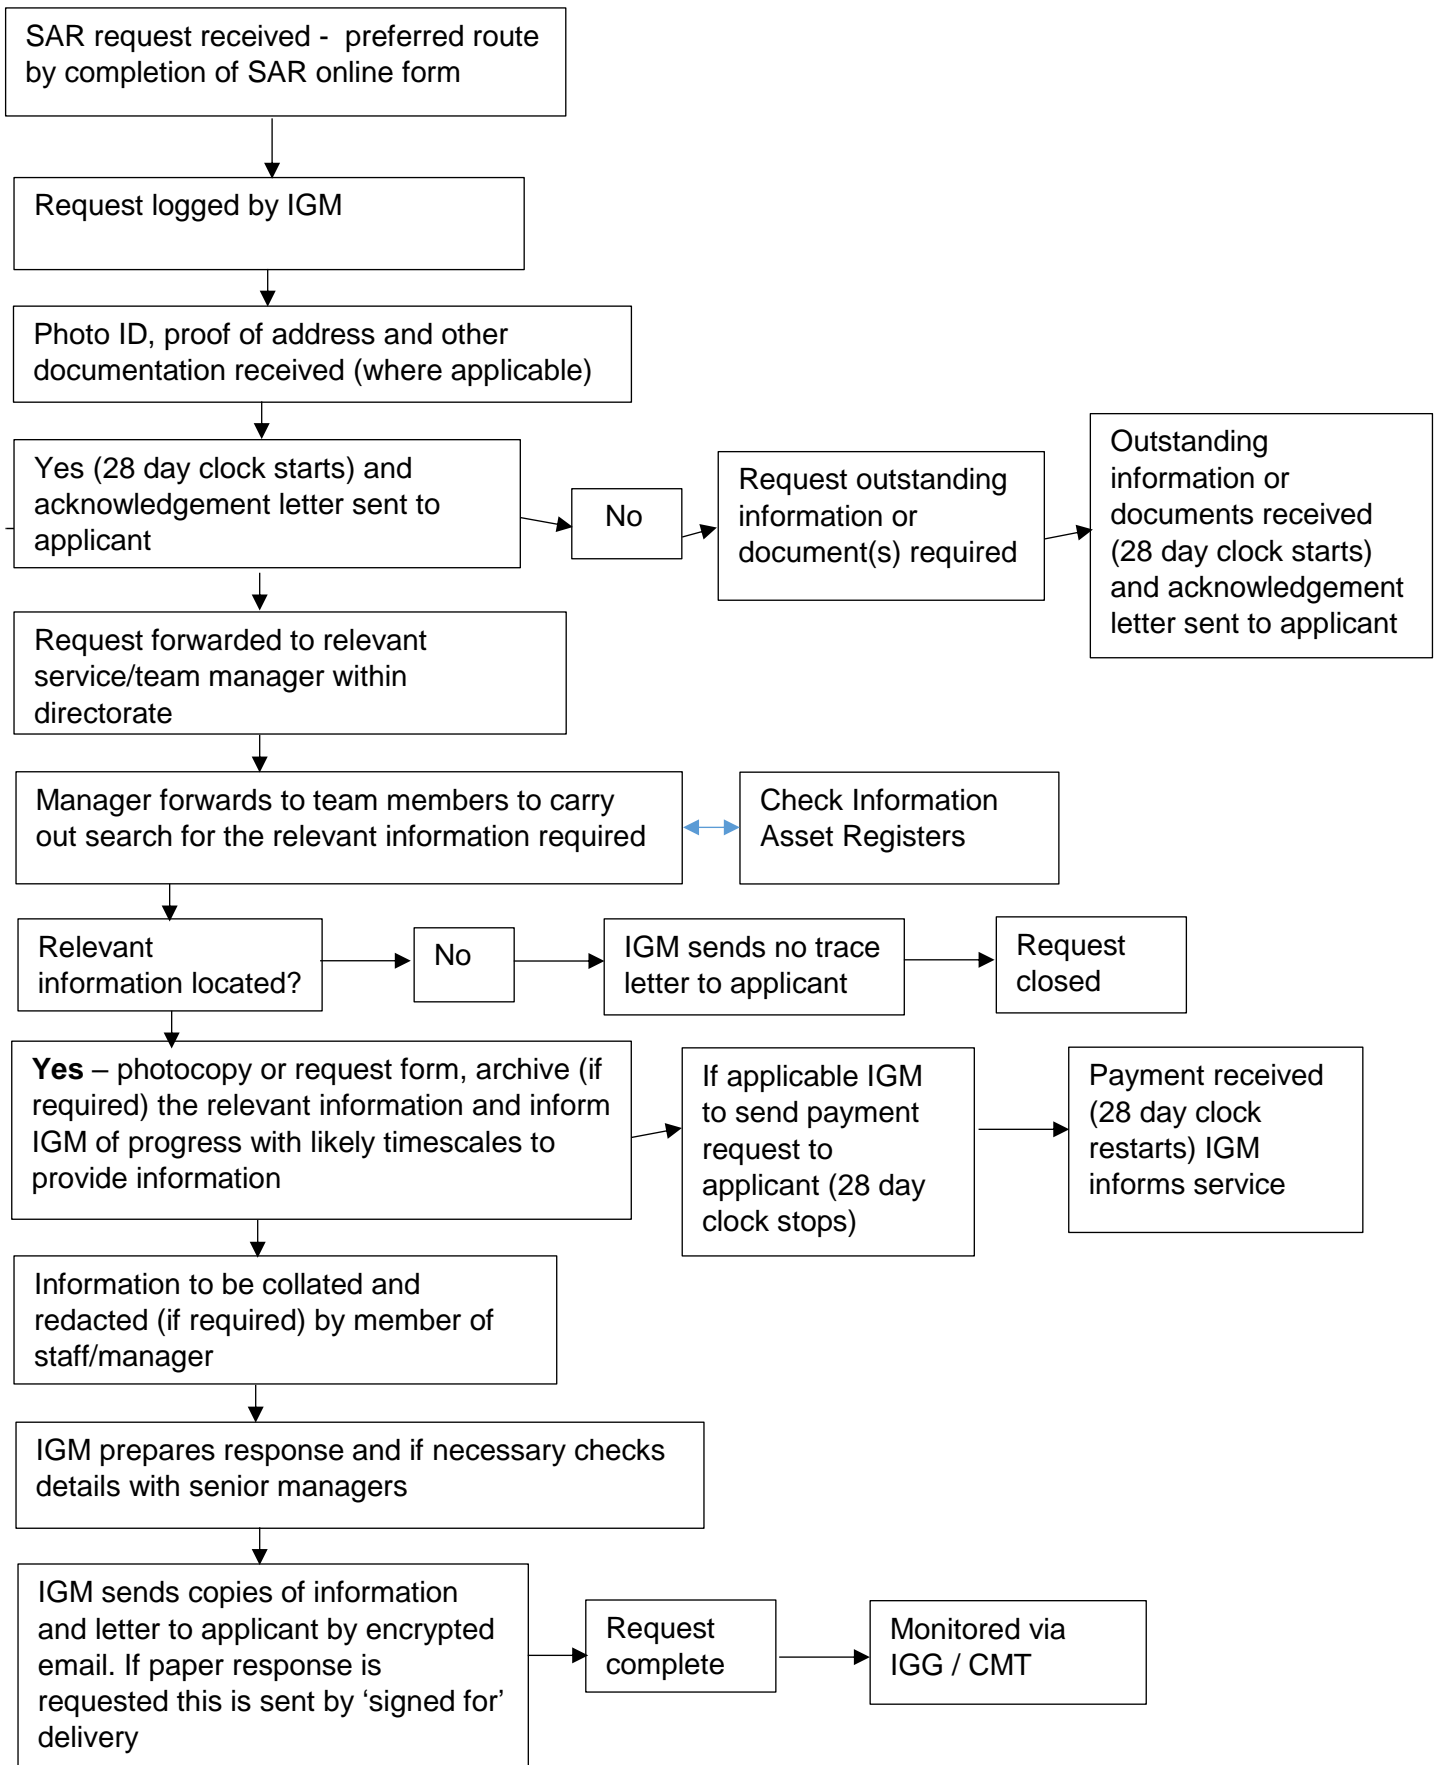 SAR request received -  preferred route
by completion of SAR online form
Request logged by IGM
Photo ID, proof of address and other
documentation received (where applicable)
Yes (28 day clock starts) and
acknowledgement letter sent to
applicant
No
Request outstanding
information or
document(s) required
Outstanding
information or
documents received
(28 day clock starts)
and acknowledgement
letter sent to applicant
Request forwarded to relevant
service/team manager within
directorate
Manager forwards to team members to carry
out search for the relevant information required
Check Information
Asset Registers
Relevant
information located?
No
IGM sends no trace
letter to applicant
Request
closed
Yes – photocopy or request form, archive (if
required) the relevant information and inform
IGM of progress with likely timescales to
provide information
If applicable IGM
to send payment
request to
applicant (28 day
clock stops)
Payment received
(28 day clock
restarts) IGM
informs service
Information to be collated and
redacted (if required) by member of
staff/manager
IGM prepares response and if necessary checks
details with senior managers
IGM sends copies of information
and letter to applicant by encrypted
email. If paper response is
requested this is sent by ‘signed for’
delivery
Request
complete
Monitored via
IGG / CMT